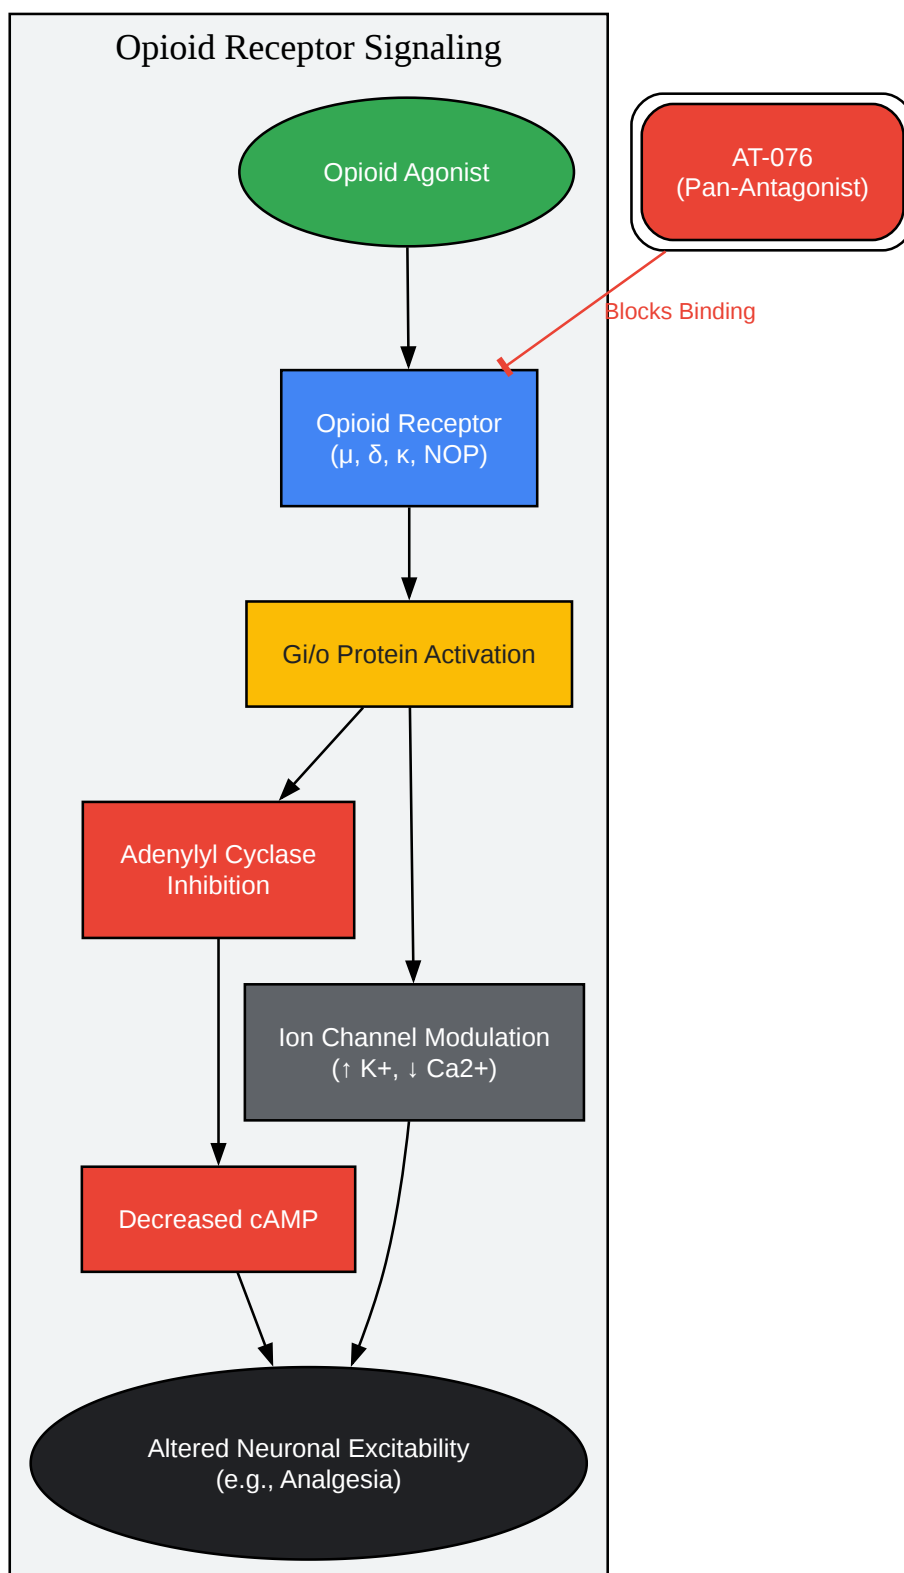 Opioid Receptor Signaling
Opioid Agonist
AT-076
(Pan-Antagonist)
Blocks Binding
Opioid Receptor
(μ, δ, κ, NOP)
Gi/o Protein Activation
Adenylyl Cyclase
Inhibition
Ion Channel Modulation
(↑ K+, ↓ Ca2+)
Decreased cAMP
Altered Neuronal Excitability
(e.g., Analgesia)